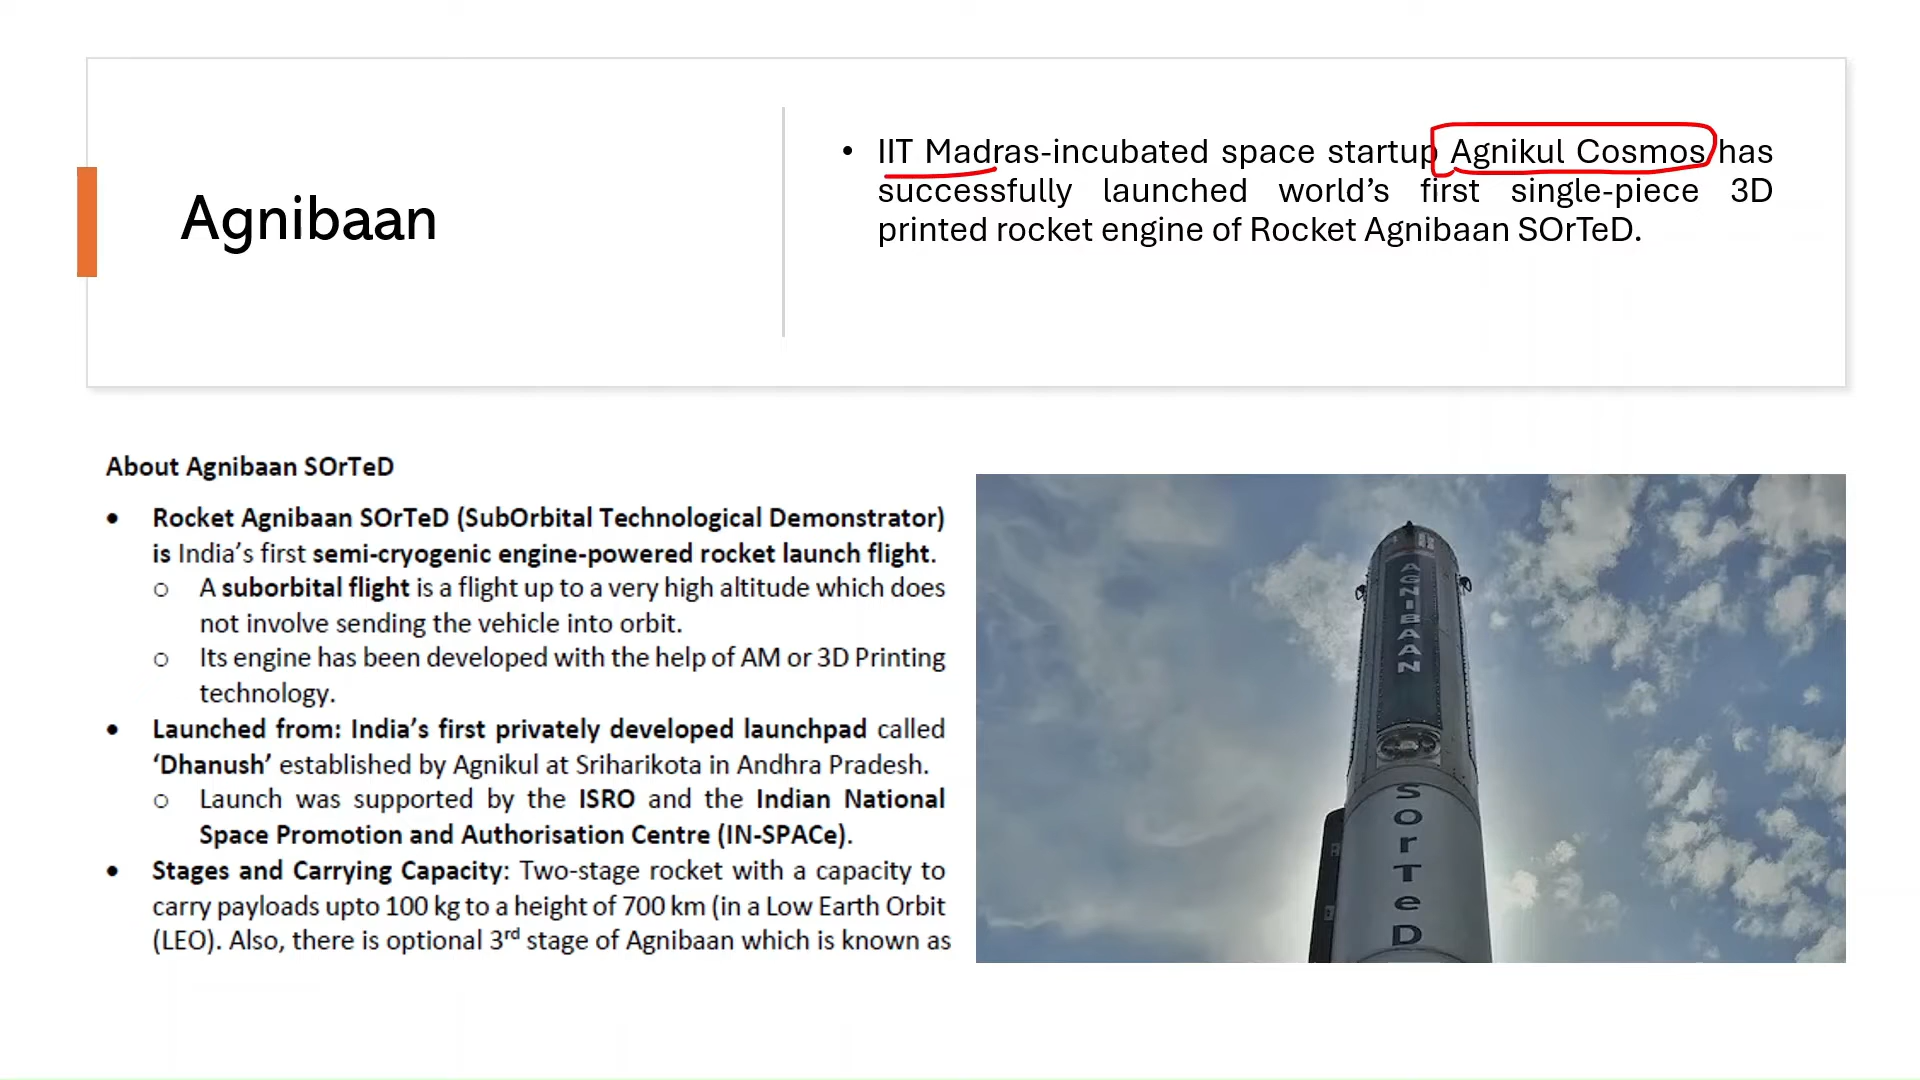 Agnibaan
• IIT Madras-incubated space startup Agnikul Cosmos has
successfully launched world’s first single-piece 3D
printed rocket engine of Rocket Agnibaan SOrTeD.
About Agnibaan SOrTeD
• Rocket Agnibaan SOrTeD (SubOrbital Technological Demonstrator)
is India’s first semi-cryogenic engine-powered rocket launch flight.
o A suborbital flight is a flight up to a very high altitude which does
not involve sending the vehicle into orbit.
o Its engine has been developed with the help of AM or 3D Printing
technology.
• Launched from: India’s first privately developed launchpad called
‘Dhanush’ established by Agnikul at Sriharikota in Andhra Pradesh.
o Launch was supported by the ISRO and the Indian National
Space Promotion and Authorisation Centre (IN-SPACe).
• Stages and Carrying Capacity: Two-stage rocket with a capacity to
carry payloads upto 100 kg to a height of 700 km (in a Low Earth Orbit
(LEO). Also, there is optional 3rd stage of Agnibaan which is known as
AGNIBAAN
SOrTeD